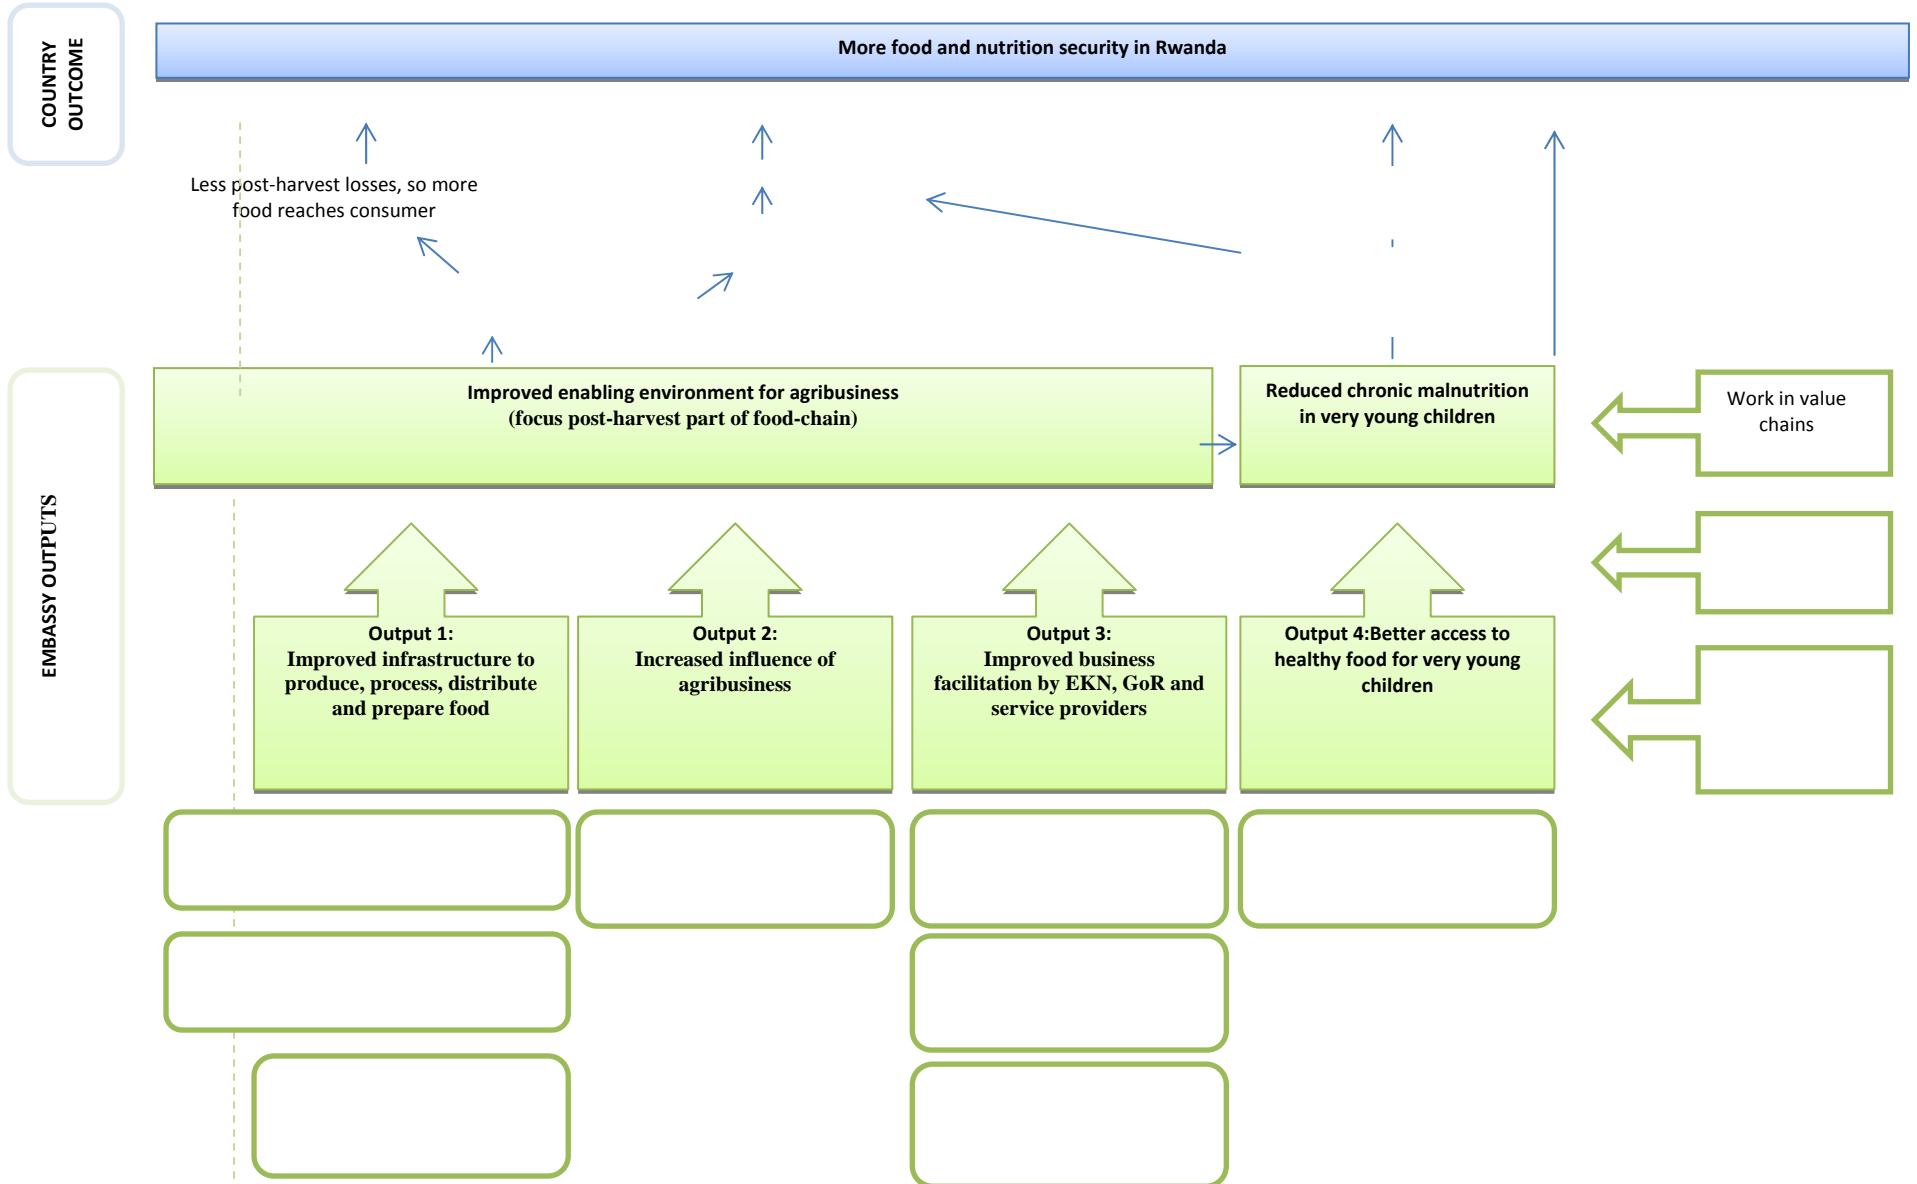 COUNTRY
OUTCOME
More food and nutrition security in Rwanda
Less post-harvest losses, so more
food reaches consumer
EMBASSY OUTPUTS
Improved enabling environment for agribusiness
(focus post-harvest part of food-chain)
Reduced chronic malnutrition
in very young children
Work in value
chains
Output 1:
Improved infrastructure to
produce, process, distribute
and prepare food
Output 2:
Increased influence of
agribusiness
Output 3:
Improved business
facilitation by EKN, GoR and
service providers
Output 4:Better access to
healthy food for very young
children